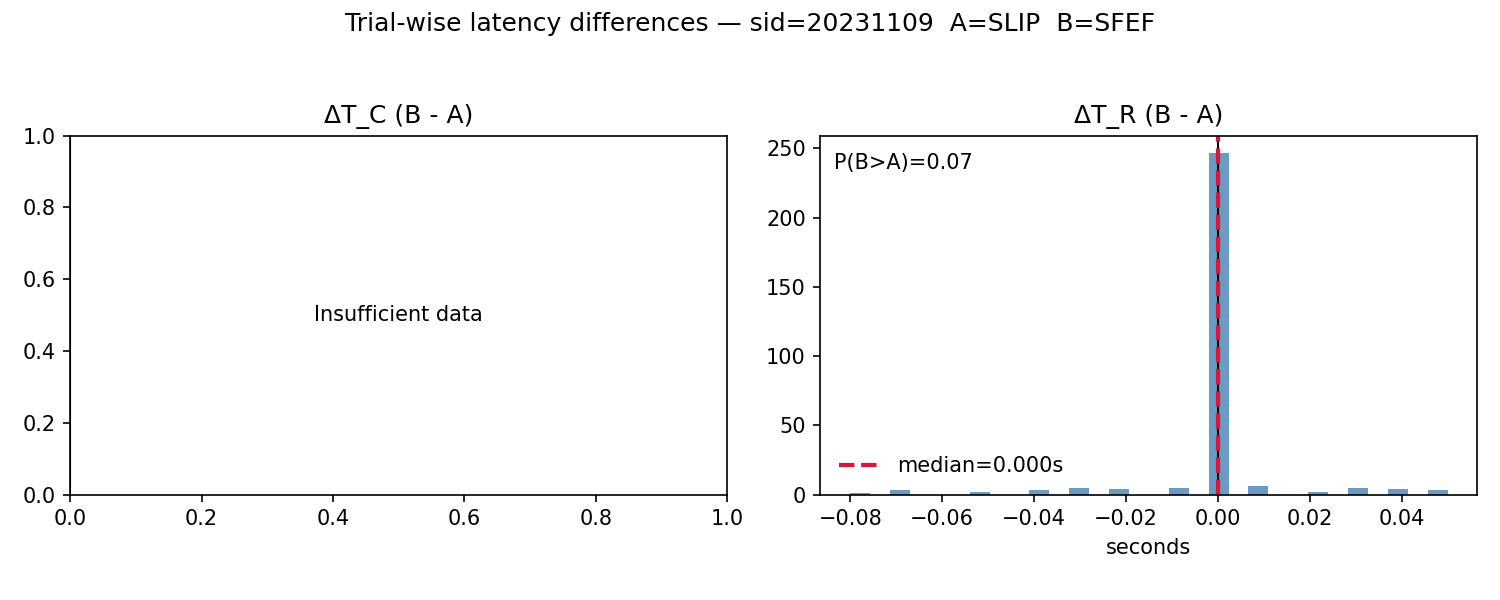 Trial-wise latency differences — sid=20231109  A=SLIP  B=SFEF
ΔT_C (B - A)
1.0
0.8
0.6
0.4
0.2
0.0
Insufficient data
0.0 0.2 0.4 0.6 0.8 1.0
ΔT_R (B - A)
250
200
150
100
50
0
P(B>A)=0.07
median=0.000s
−0.08 −0.06 −0.04 −0.02 0.00 0.02 0.04
seconds